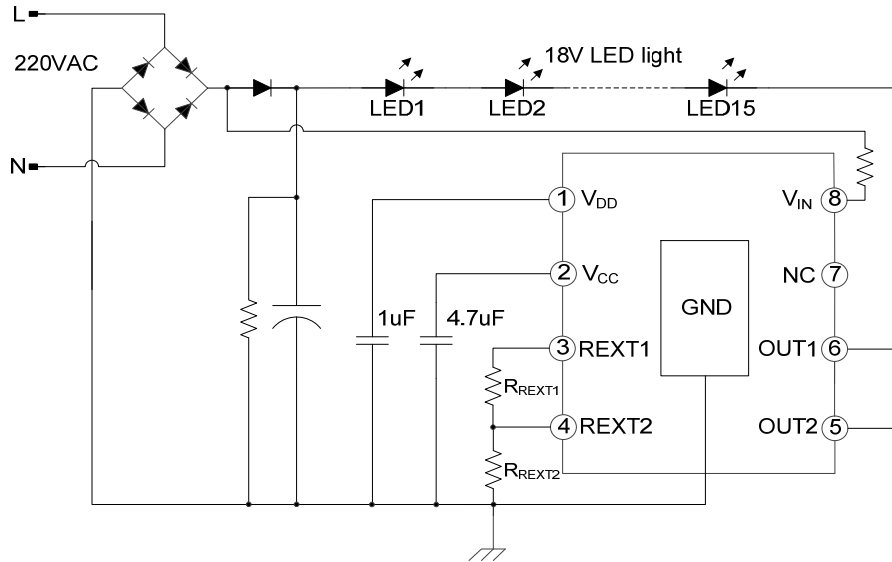 L
220VAC
N
18V LED light
LED1
LED2
LED15
1 VDD
2 VCC
3 REXT1
4 REXT2
VIN 8
NC 7
OUT1 6
OUT2 5
GND
1uF
4.7uF
RREXT1
RREXT2